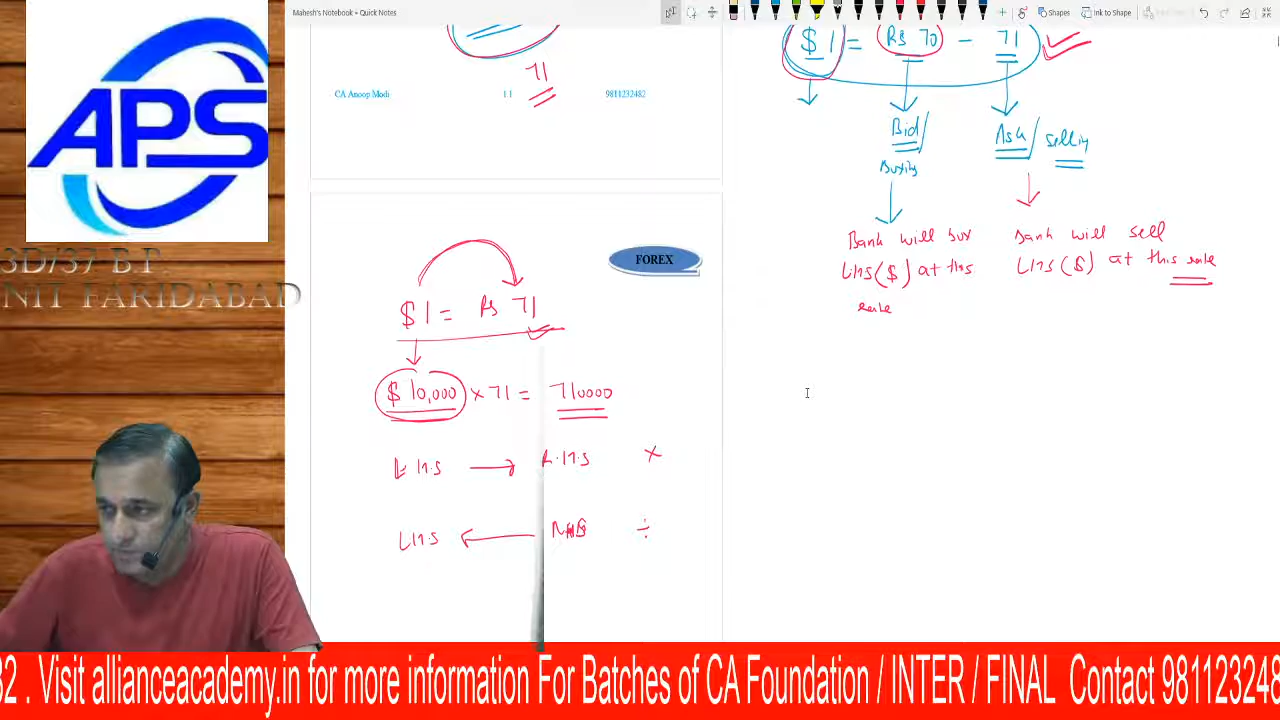 Mahesh's Notebook • Quick Notes
Shapes
Ink to Shape
71
CA Anoop Modi
11
9811232482
$1 = Rs 70 - 71
Bid/
Buying
Ask/
selling
Bank will buy
LHS($) at this
rate
Bank will sell
LHS($) at this rate
APS
3D/37 B.P.
NIT FARIDABAD
FOREX
$1 = Rs 71
$10,000 × 71 = 710000
LHS → R.H.S ×
LHS ← RHS ÷
32 . Visit allianceacademy.in for more information For Batches of CA Foundation / INTER / FINAL Contact 981123248